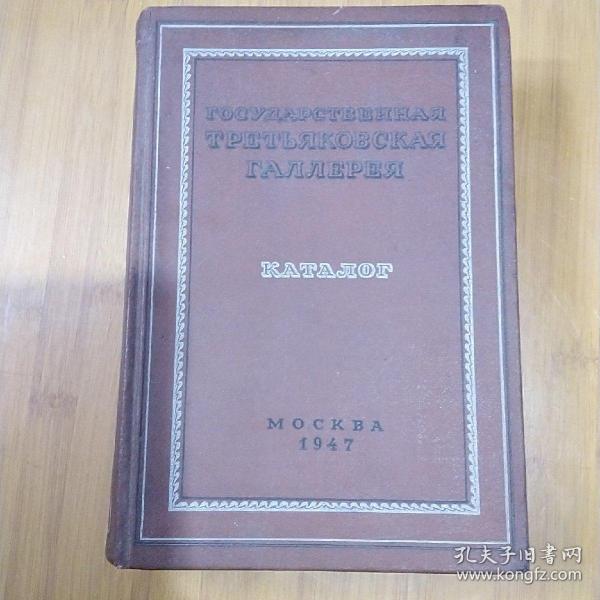 ГОСУДАРСТВЕННАЯ
ТРЕТЬЯКОВСКАЯ
ГАЛЛЕРЕЯ
КАТАЛОГ
МОСКВА
1947
孔夫子旧书网
www.kongfz.com